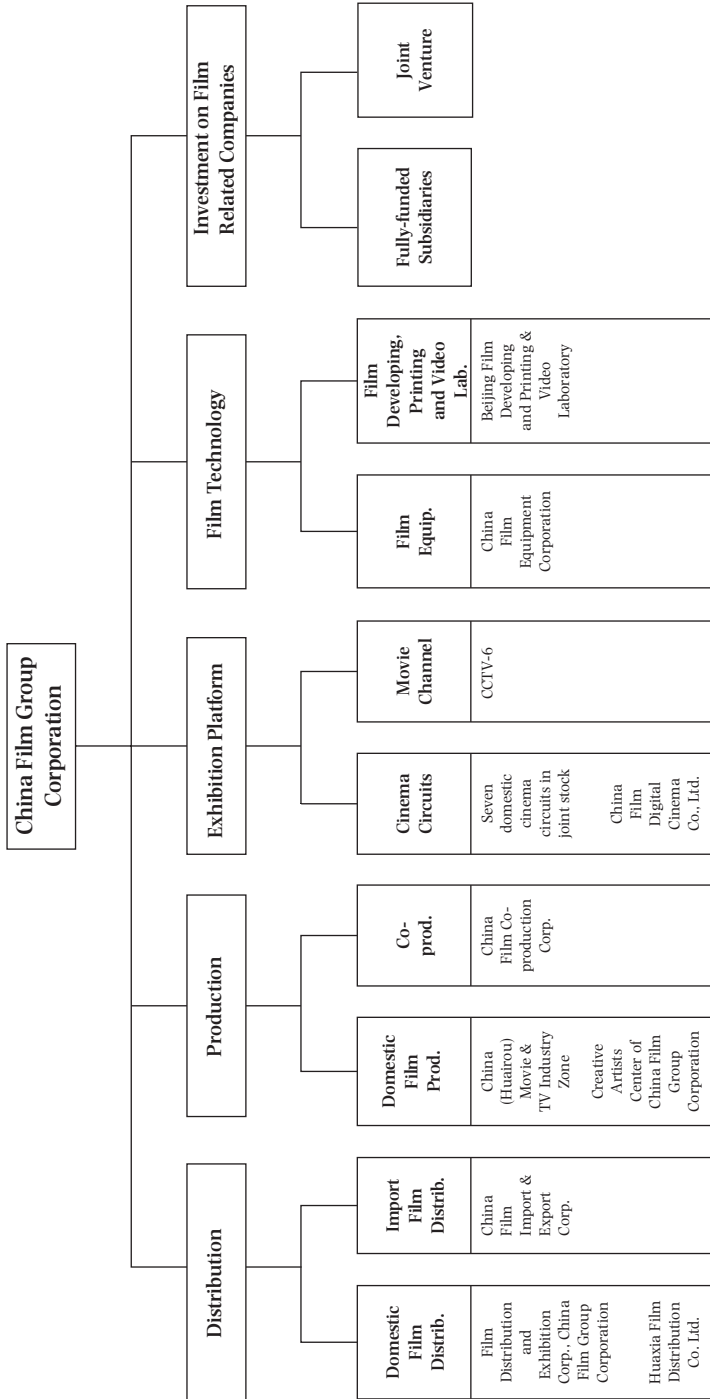 China Film Group
Corporation
Distribution
Production
Exhibition Platform
Film Technology
Investment on Film
Related Companies
Domestic
Film
Distrib.
Import
Film
Distrib.
Domestic
Film
Prod.
Co-
prod.
Cinema
Circuits
Movie
Channel
Film
Equip.
Film
Developing,
Printing
and Video
Lab.
Fully-funded
Subsidiaries
Joint
Venture
Film
Distribution
and
Exhibition
Corp., China
Film Group
Corporation
Huaxia Film
Distribution
Co. Ltd.
China
Film
Import &
Export
Corp.
China
(Huairou)
Movie &
TV Industry
Zone
Creative
Artists
Center of
China Film
Group
Corporation
China
Film Co-
production
Corp.
Seven
domestic
cinema
circuits in
joint stock
China
Film
Digital
Cinema
Co., Ltd.
CCTV-6
China
Film
Equipment
Corporation
Beijing Film
Developing
and Printing &
Video
Laboratory